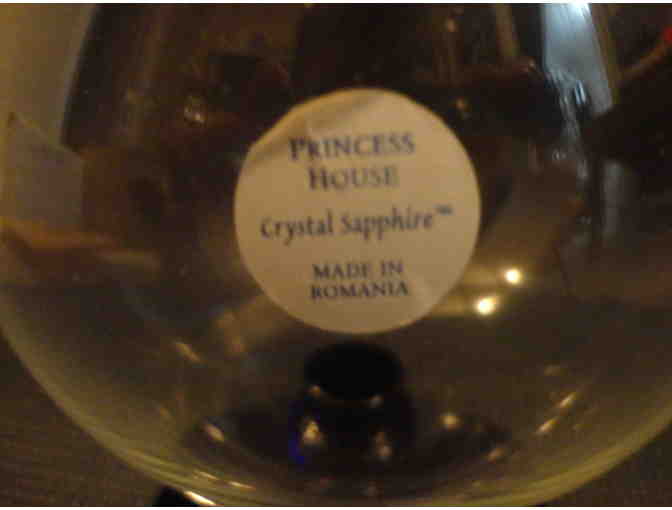 PRINCESS
HOUSE
Crystal Sapphire™
MADE IN
ROMANIA